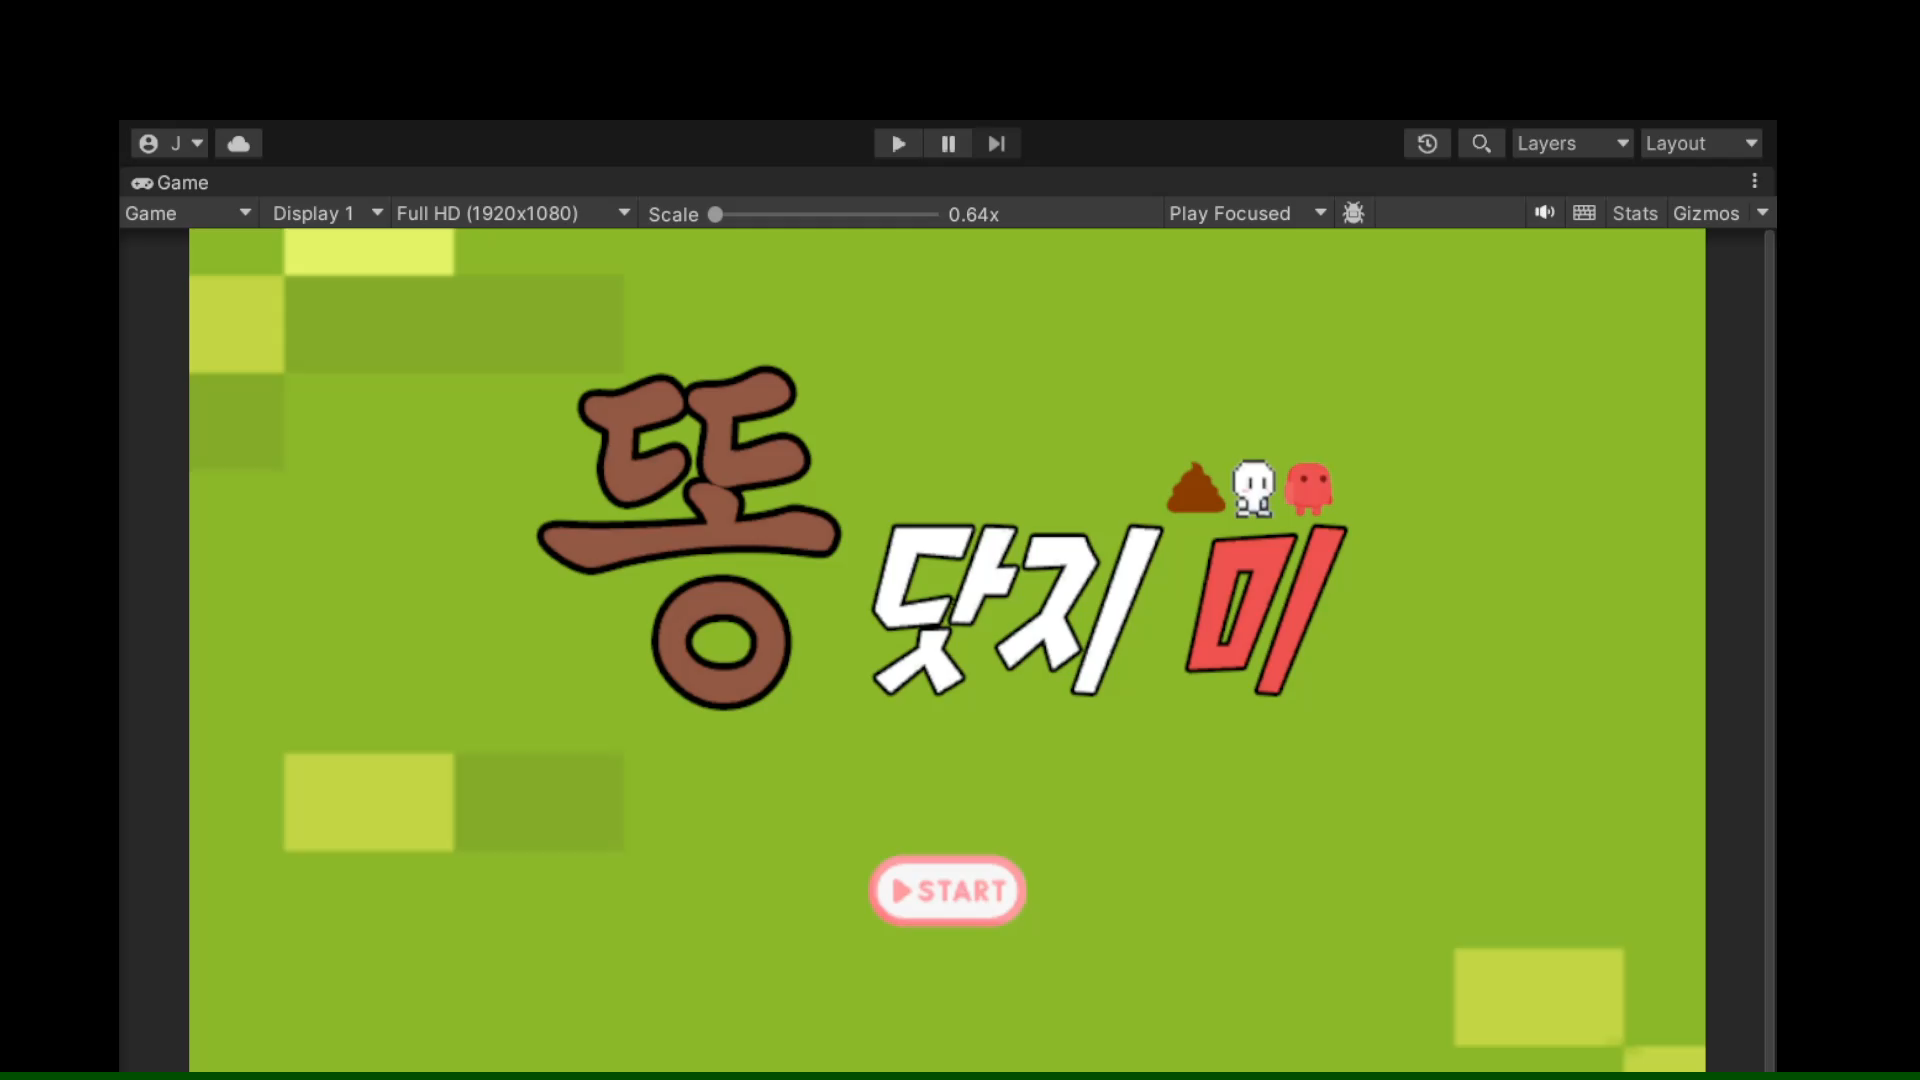 J
Layers
Layout
Game
Game
Display 1
Full HD (1920x1080)
Scale
0.64x
Play Focused
Stats
Gizmos
똥 닷지 미
START